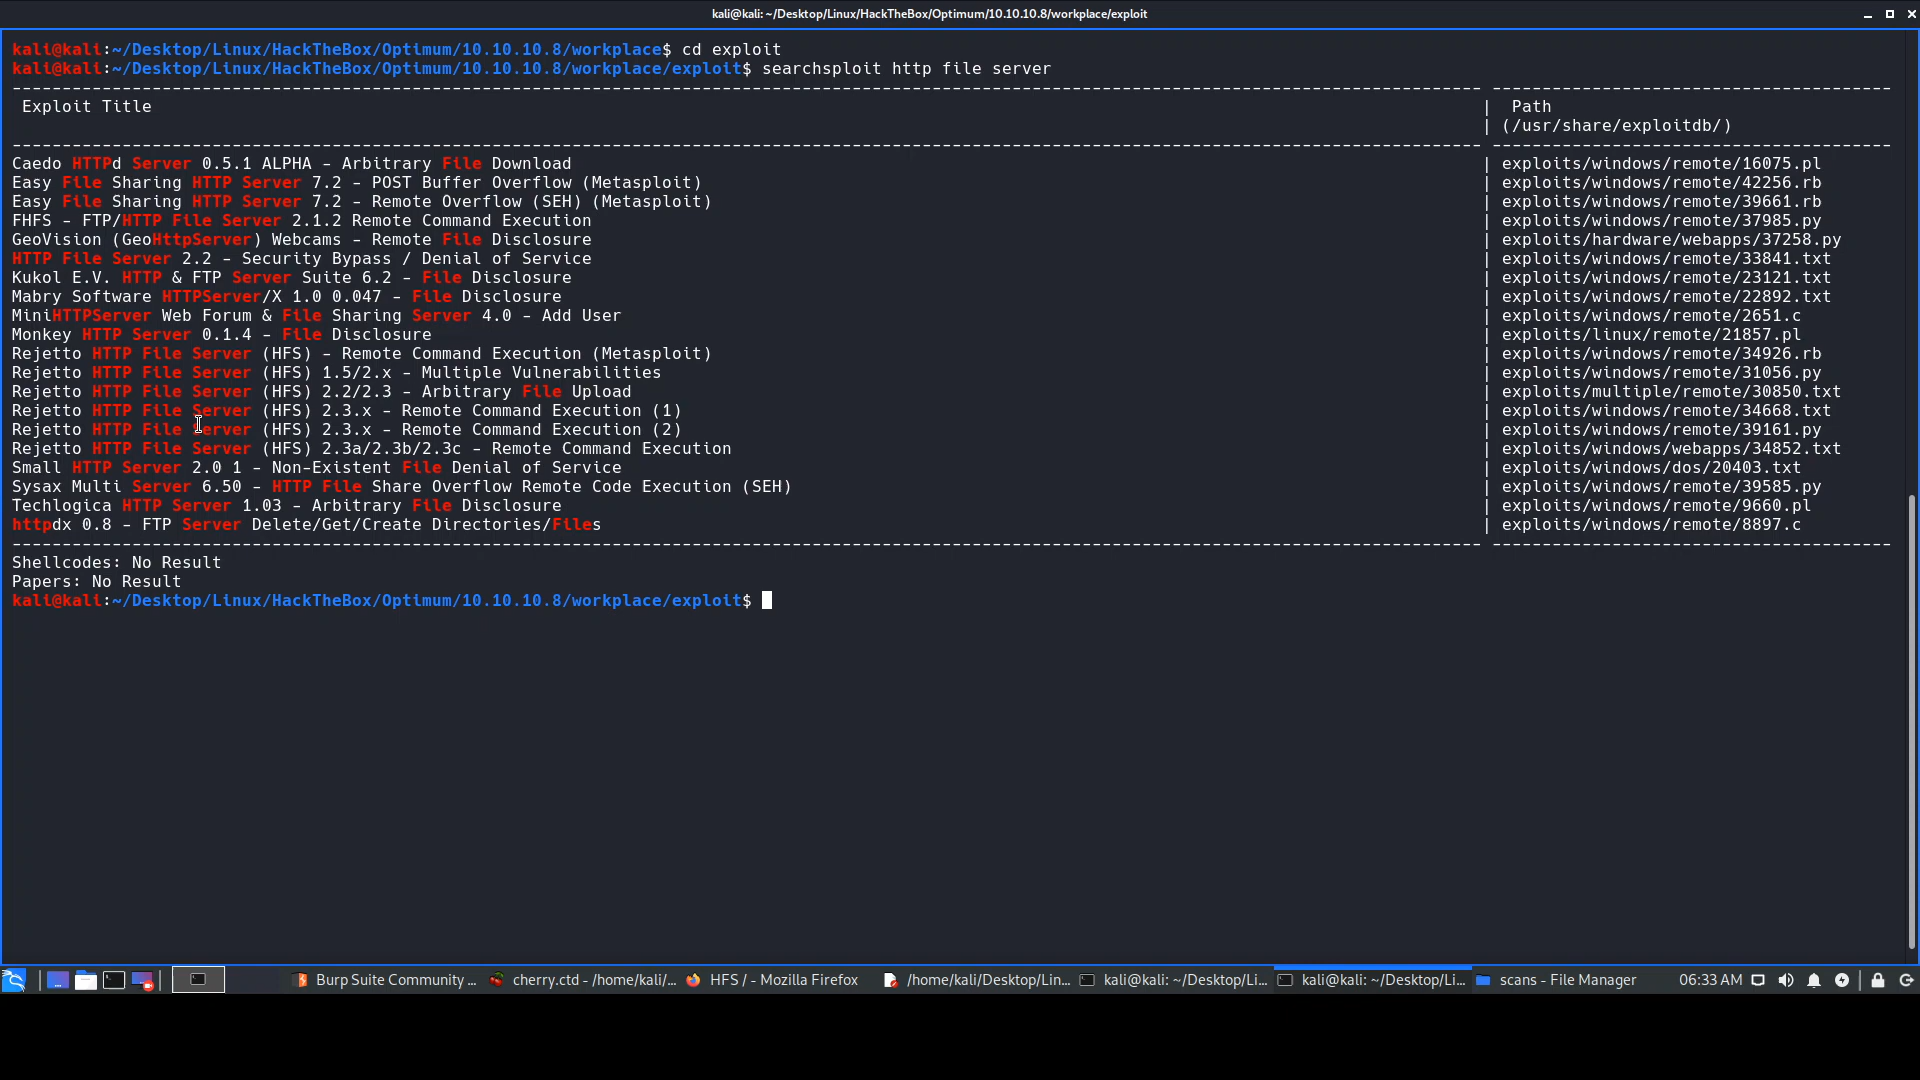 kali@kali: ~/Desktop/Linux/HackTheBox/Optimum/10.10.10.8/workplace/exploit
kali@kali:~/Desktop/Linux/HackTheBox/Optimum/10.10.10.8/workplace$ cd exploit
kali@kali:~/Desktop/Linux/HackTheBox/Optimum/10.10.10.8/workplace/exploit$ searchsploit http file server
Exploit Title | Path
| (/usr/share/exploitdb/)
Caedo HTTPd Server 0.5.1 ALPHA - Arbitrary File Download | exploits/windows/remote/16075.pl
Easy File Sharing HTTP Server 7.2 - POST Buffer Overflow (Metasploit) | exploits/windows/remote/42256.rb
Easy File Sharing HTTP Server 7.2 - Remote Overflow (SEH) (Metasploit) | exploits/windows/remote/39661.rb
FHFS - FTP/HTTP File Server 2.1.2 Remote Command Execution | exploits/windows/remote/37985.py
GeoVision (GeoHttpServer) Webcams - Remote File Disclosure | exploits/hardware/webapps/37258.py
HTTP File Server 2.2 - Security Bypass / Denial of Service | exploits/windows/remote/33841.txt
Kukol E.V. HTTP & FTP Server Suite 6.2 - File Disclosure | exploits/windows/remote/23121.txt
Mabry Software HTTPServer/X 1.0 0.047 - File Disclosure | exploits/windows/remote/22892.txt
MiniHTTPServer Web Forum & File Sharing Server 4.0 - Add User | exploits/windows/remote/2651.c
Monkey HTTP Server 0.1.4 - File Disclosure | exploits/linux/remote/21857.pl
Rejetto HTTP File Server (HFS) - Remote Command Execution (Metasploit) | exploits/windows/remote/34926.rb
Rejetto HTTP File Server (HFS) 1.5/2.x - Multiple Vulnerabilities | exploits/windows/remote/31056.py
Rejetto HTTP File Server (HFS) 2.2/2.3 - Arbitrary File Upload | exploits/multiple/remote/30850.txt
Rejetto HTTP File Server (HFS) 2.3.x - Remote Command Execution (1) | exploits/windows/remote/34668.txt
Rejetto HTTP File Server (HFS) 2.3.x - Remote Command Execution (2) | exploits/windows/remote/39161.py
Rejetto HTTP File Server (HFS) 2.3a/2.3b/2.3c - Remote Command Execution | exploits/windows/webapps/34852.txt
Small HTTP Server 2.0 1 - Non-Existent File Denial of Service | exploits/windows/dos/20403.txt
Sysax Multi Server 6.50 - HTTP File Share Overflow Remote Code Execution (SEH) | exploits/windows/remote/39585.py
Techlogica HTTP Server 1.03 - Arbitrary File Disclosure | exploits/windows/remote/9660.pl
httpdx 0.8 - FTP Server Delete/Get/Create Directories/Files | exploits/windows/remote/8897.c
Shellcodes: No Result
Papers: No Result
kali@kali:~/Desktop/Linux/HackTheBox/Optimum/10.10.10.8/workplace/exploit$
Burp Suite Community ... cherry.ctd - /home/kali/... HFS / - Mozilla Firefox /home/kali/Desktop/Lin... kali@kali: ~/Desktop/Li... kali@kali: ~/Desktop/Li... scans - File Manager 06:33 AM